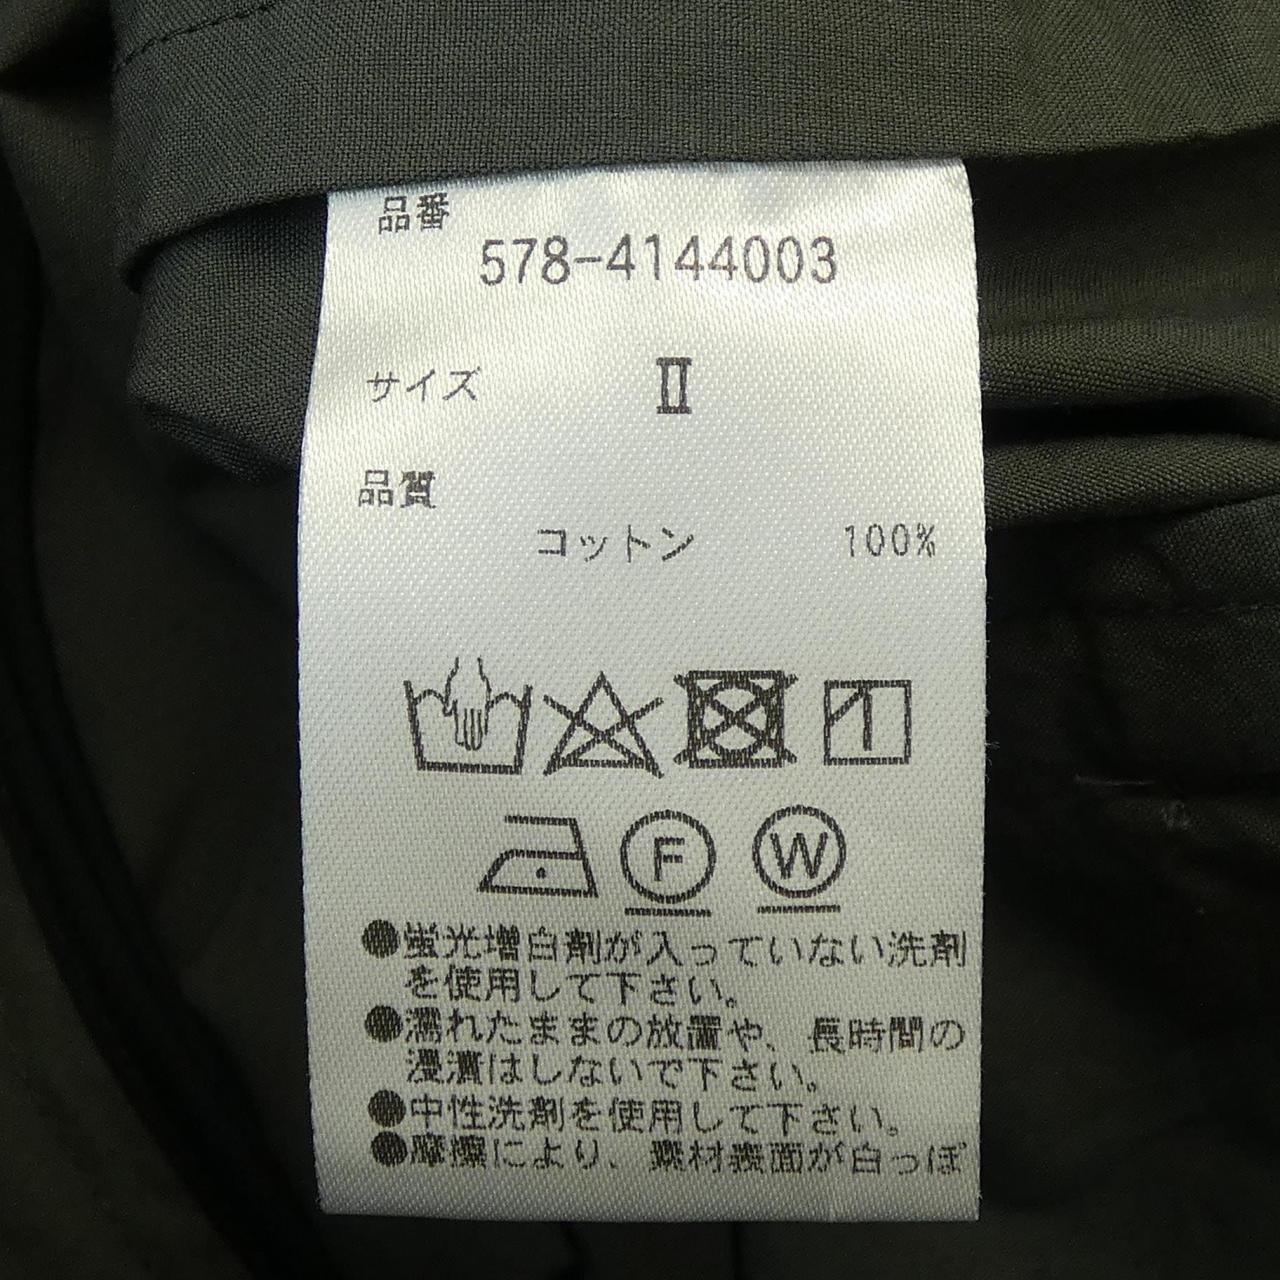 品番
578-4144003
サイズ Ⅱ
品質
コットン 100%
F W
●蛍光増白剤が入っていない洗剤
を使用して下さい。
●濡れたままの放置や、長時間の
浸漬はしないで下さい。
●中性洗剤を使用して下さい。
●摩擦により、素材表面が白っぽ